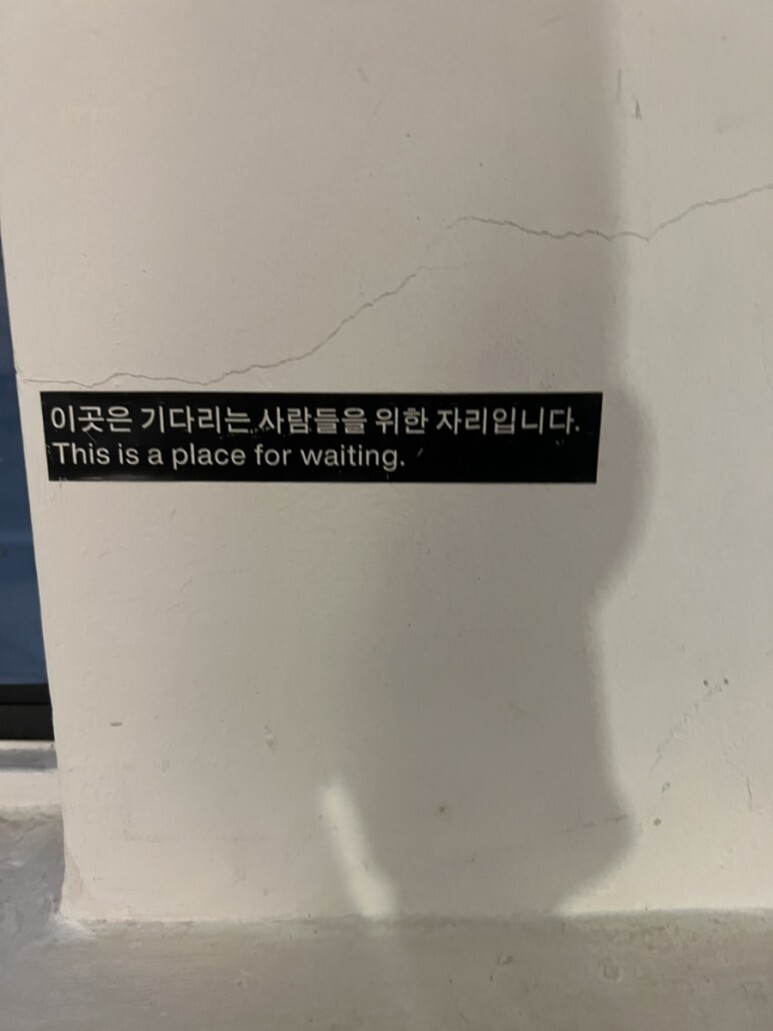 이곳은 기다리는 사람들을 위한 자리입니다.
This is a place for waiting.